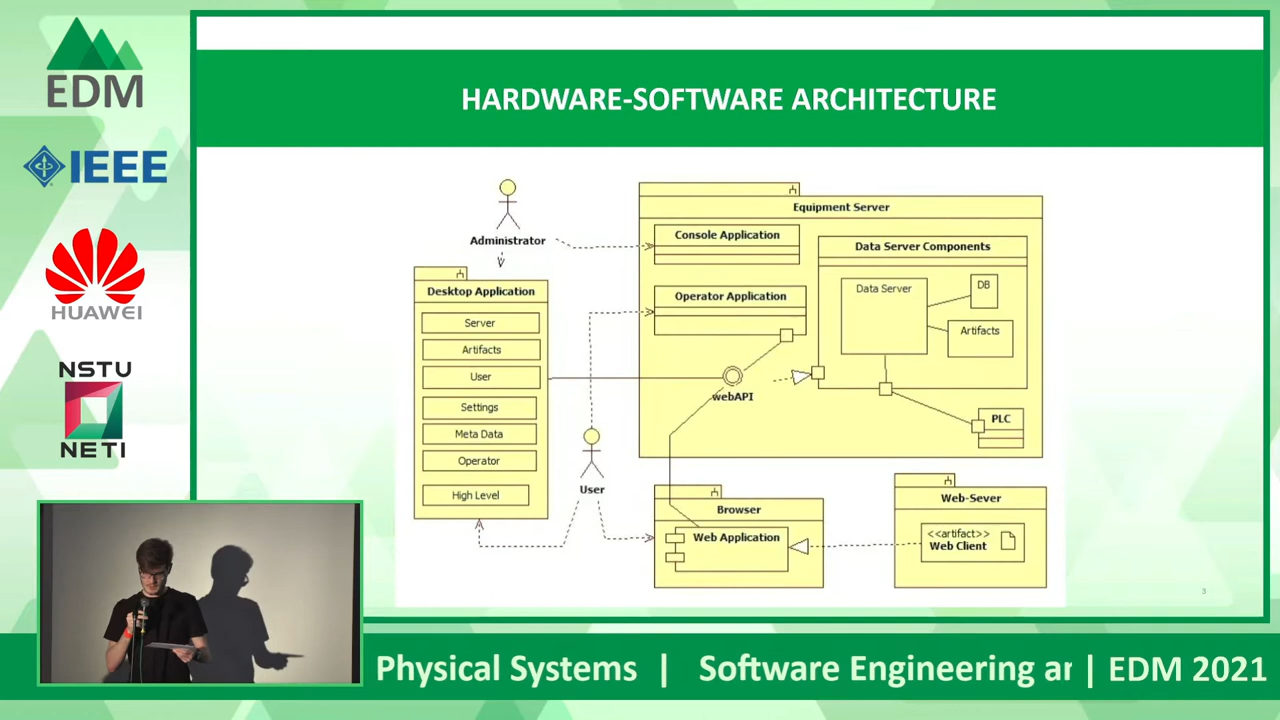 EDM
IEEE
HUAWEI
NSTU
NETI
HARDWARE-SOFTWARE ARCHITECTURE
Administrator
Desktop Application
Server
Artifacts
User
Settings
Meta Data
Operator
High Level
User
Equipment Server
Console Application
Operator Application
webAPI
Data Server Components
Data Server
DB
Artifacts
PLC
Browser
Web Application
Web-Sever
<<artifact>>
Web Client
3
Physical Systems | Software Engineering ar | EDM 2021